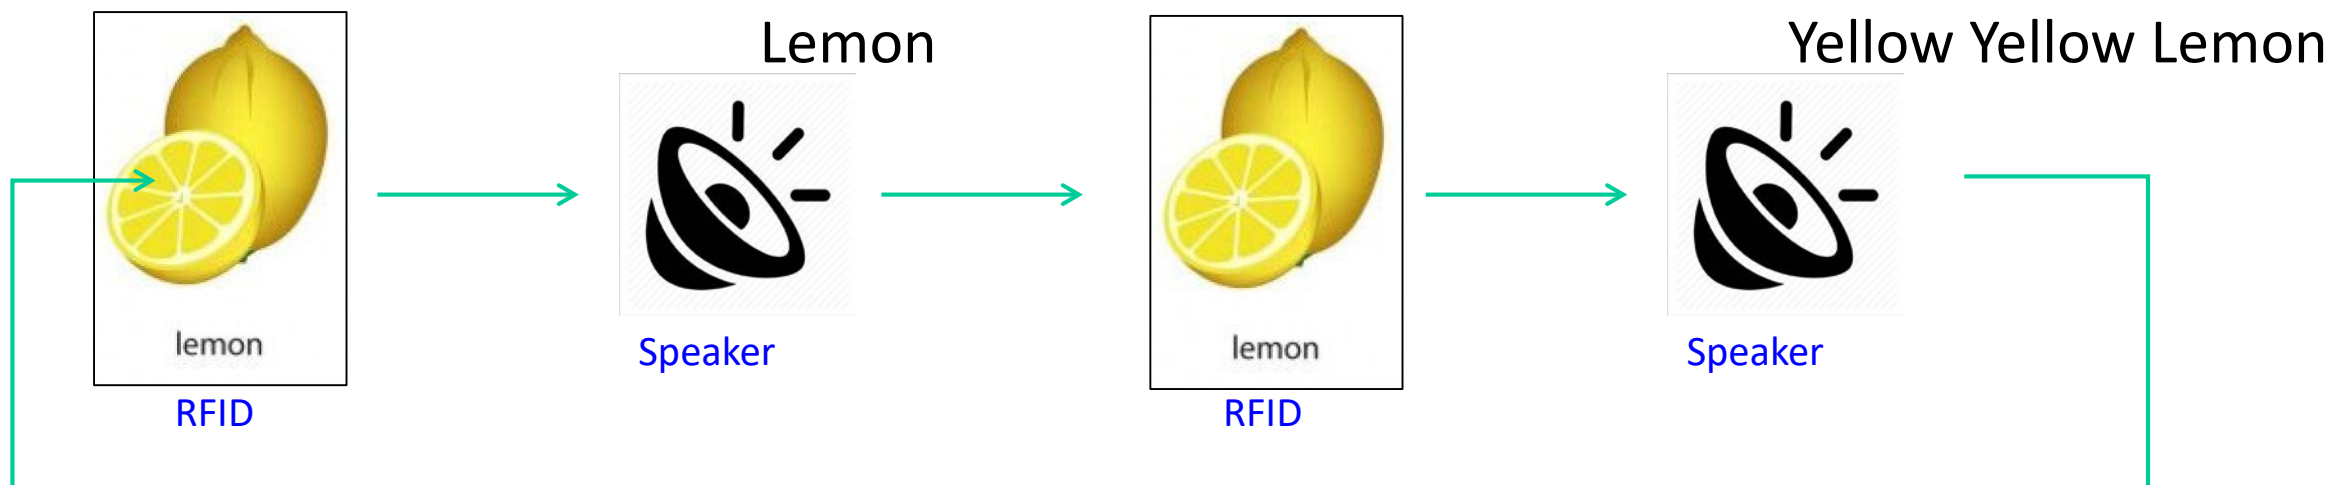 Lemon
Yellow Yellow Lemon
lemon
Speaker
lemon
Speaker
RFID
RFID